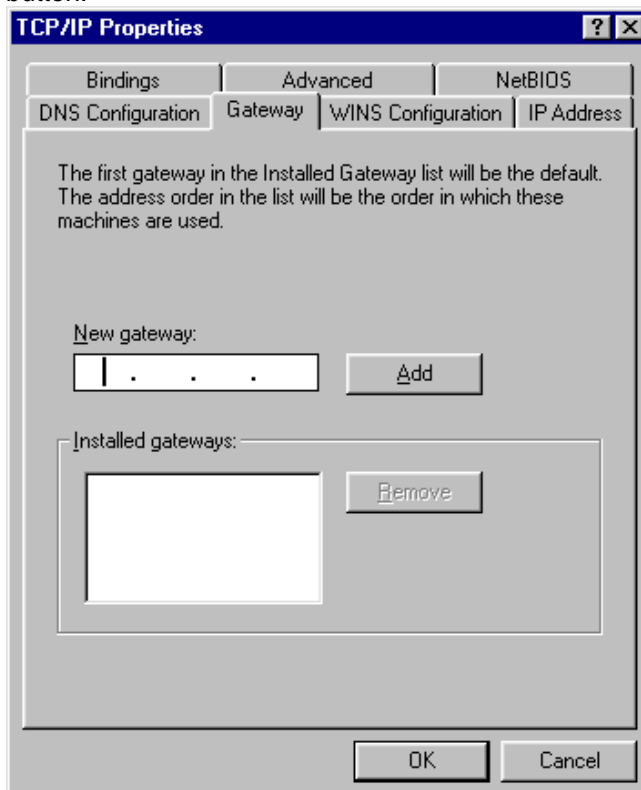 button.
TCP/IP Properties ? X
Bindings Advanced NetBIOS
DNS Configuration Gateway WINS Configuration IP Address
The first gateway in the Installed Gateway list will be the default.
The address order in the list will be the order in which these
machines are used.
New gateway:
. . . Add
Installed gateways:
Remove
OK Cancel